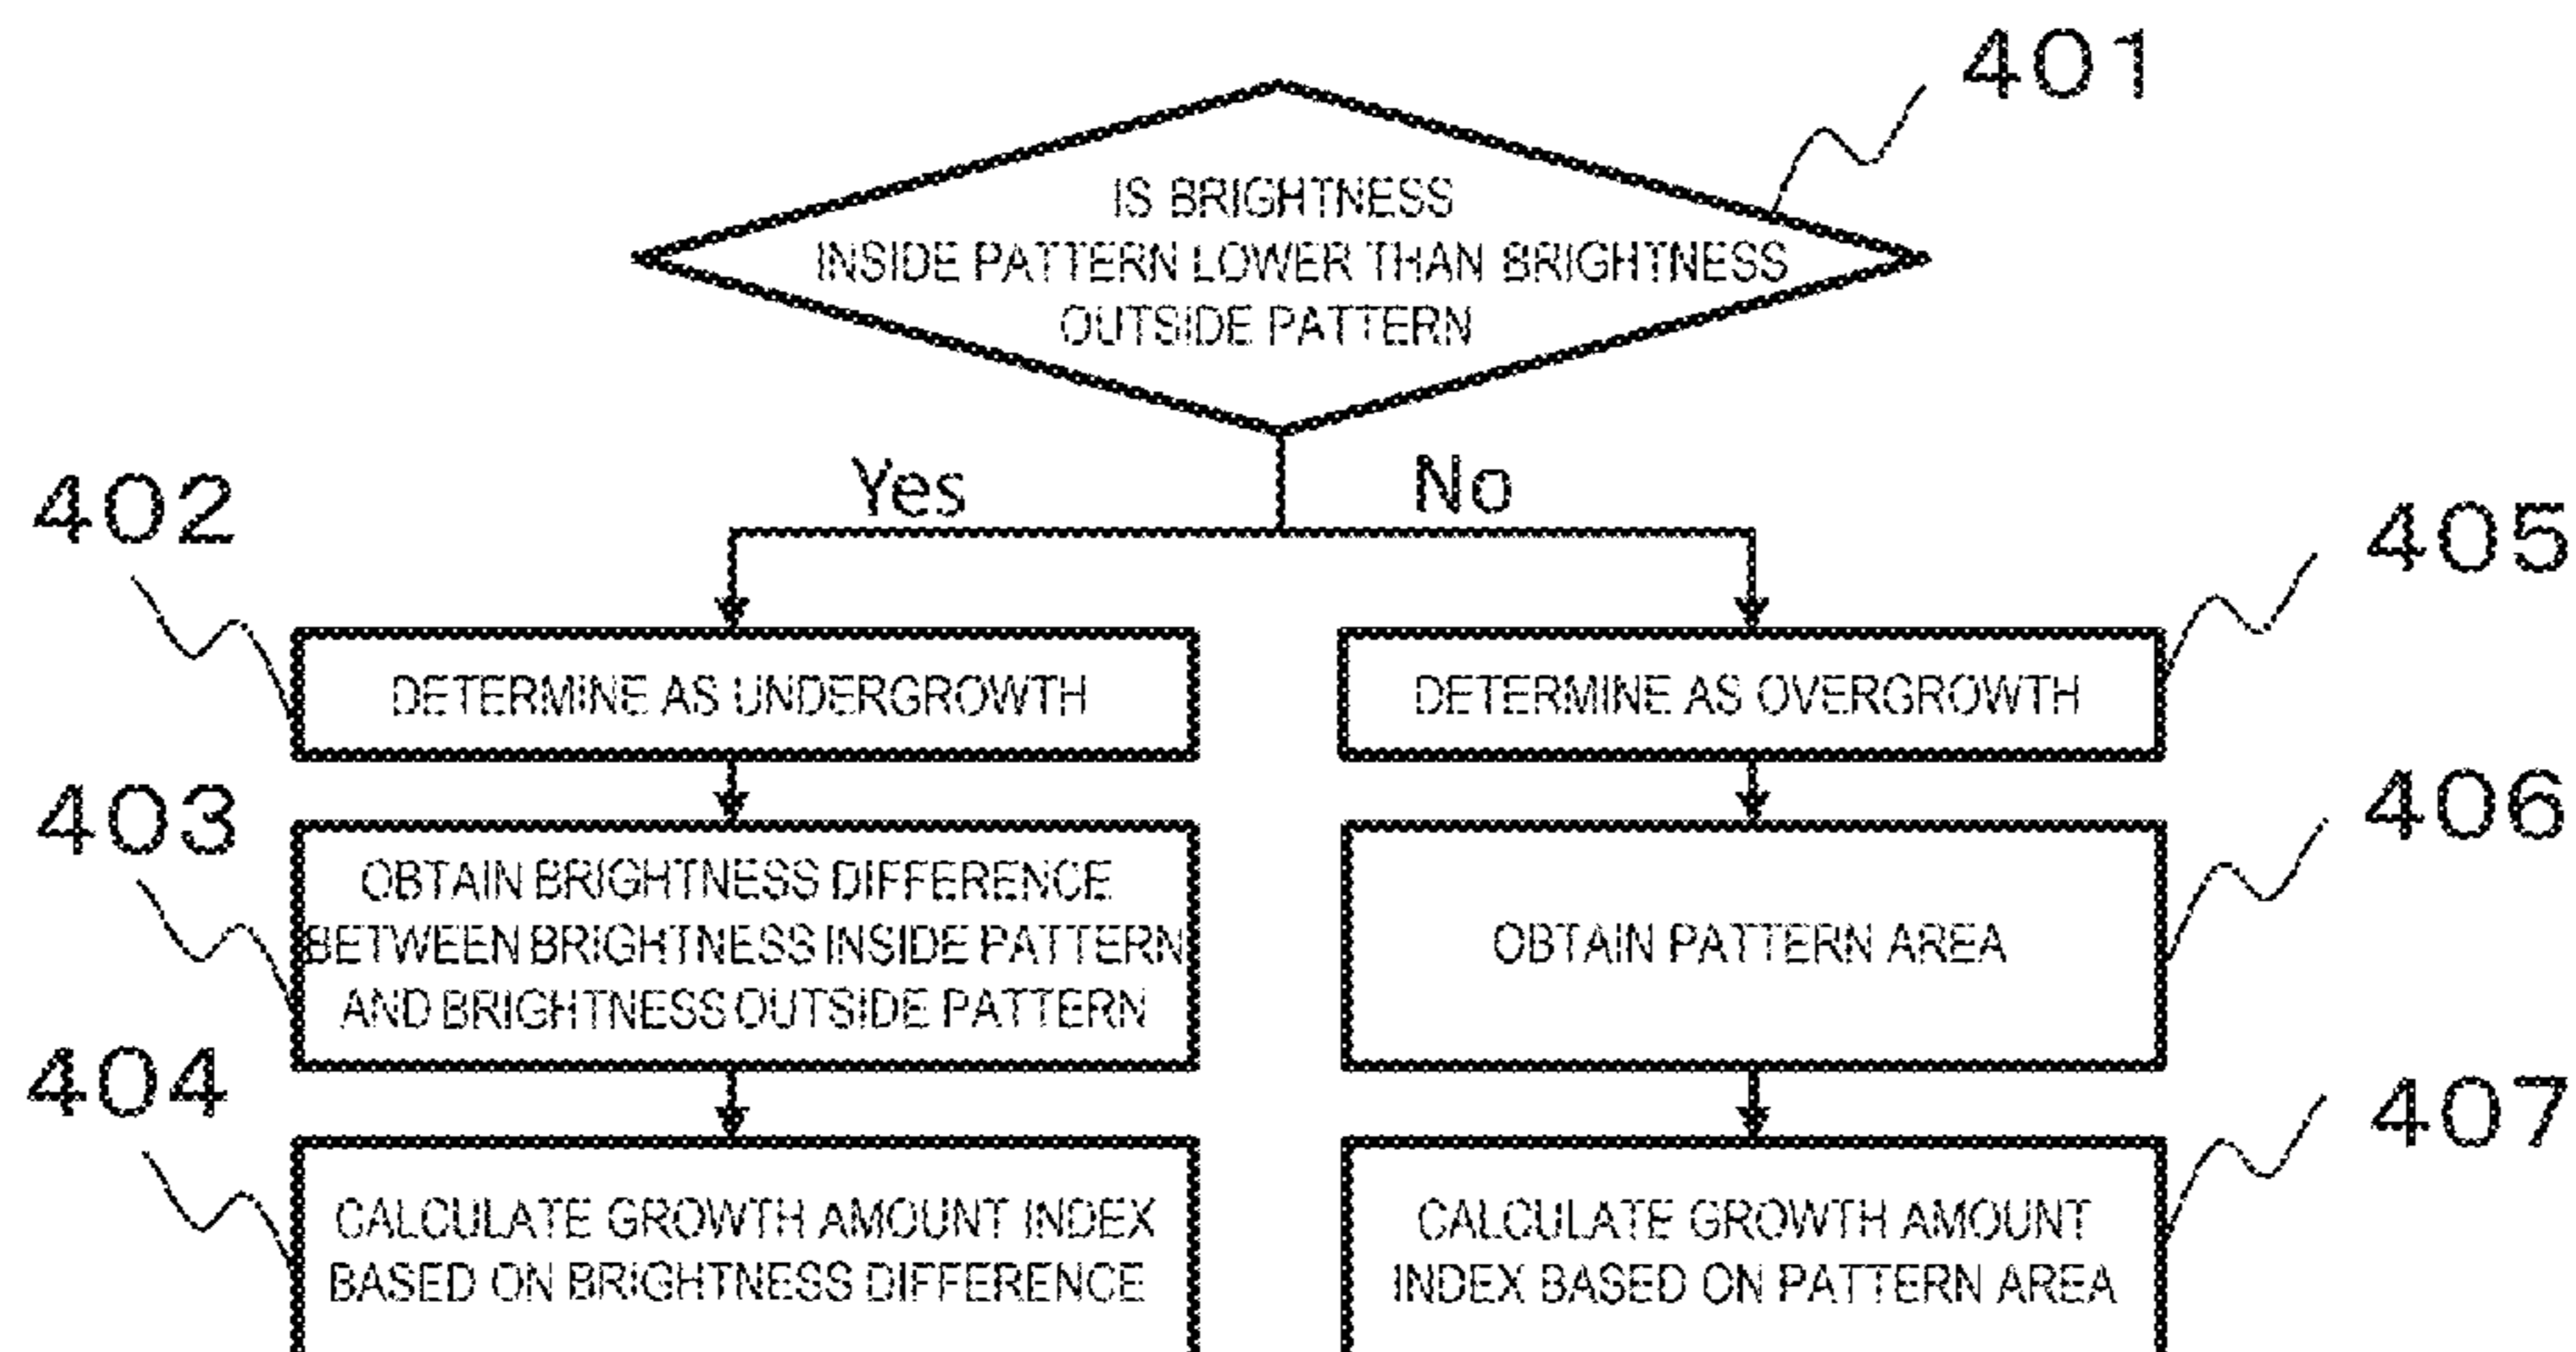 401
IS BRIGHTNESS
INSIDE PATTERN LOWER THAN BRIGHTNESS
OUTSIDE PATTERN
Yes
No
402
DETERMINE AS UNDERGROWTH
405
DETERMINE AS OVERGROWTH
403
OBTAIN BRIGHTNESS DIFFERENCE
BETWEEN BRIGHTNESS INSIDE PATTERN
AND BRIGHTNESS OUTSIDE PATTERN
406
OBTAIN PATTERN AREA
404
CALCULATE GROWTH AMOUNT INDEX
BASED ON BRIGHTNESS DIFFERENCE
407
CALCULATE GROWTH AMOUNT
INDEX BASED ON PATTERN AREA